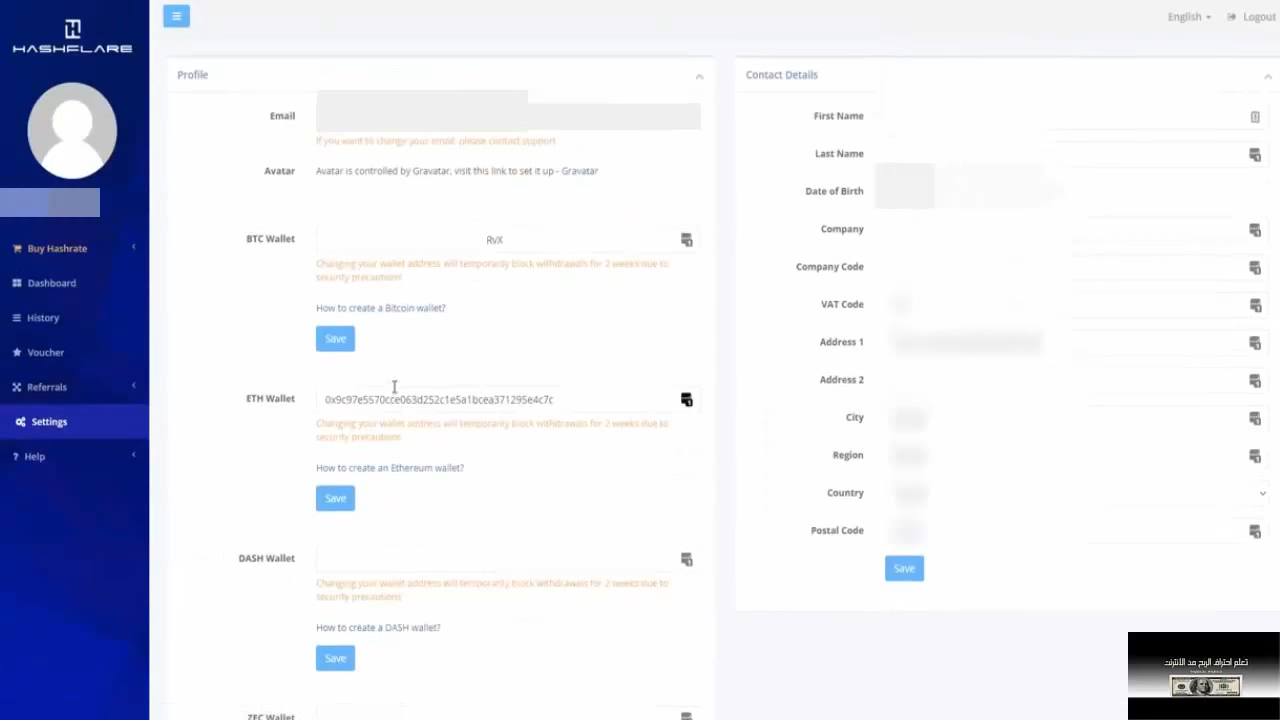 HASHFLARE
Buy Hashrate
Dashboard
History
Voucher
Referrals
Settings
Help
English
Logout
Profile
Email
If you want to change your email, please contact support
Avatar
Avatar is controlled by Gravatar, visit this link to set it up - Gravatar
BTC Wallet
RvX
Changing your wallet address will temporarily block withdrawals for 2 weeks due to
security precautions
How to create a Bitcoin wallet?
Save
ETH Wallet
0x9c97e5570cce063d252c1e5a1bcea371295e4c7c
Changing your wallet address will temporarily block withdrawals for 2 weeks due to
security precautions
How to create an Ethereum wallet?
Save
DASH Wallet
Changing your wallet address will temporarily block withdrawals for 2 weeks due to
security precautions
How to create a DASH wallet?
Save
ZEC Wallet
Contact Details
First Name
Last Name
Date of Birth
Company
Company Code
VAT Code
Address 1
Address 2
City
Region
Country
Postal Code
Save
تعلم احتراف الربح مد الانترنت